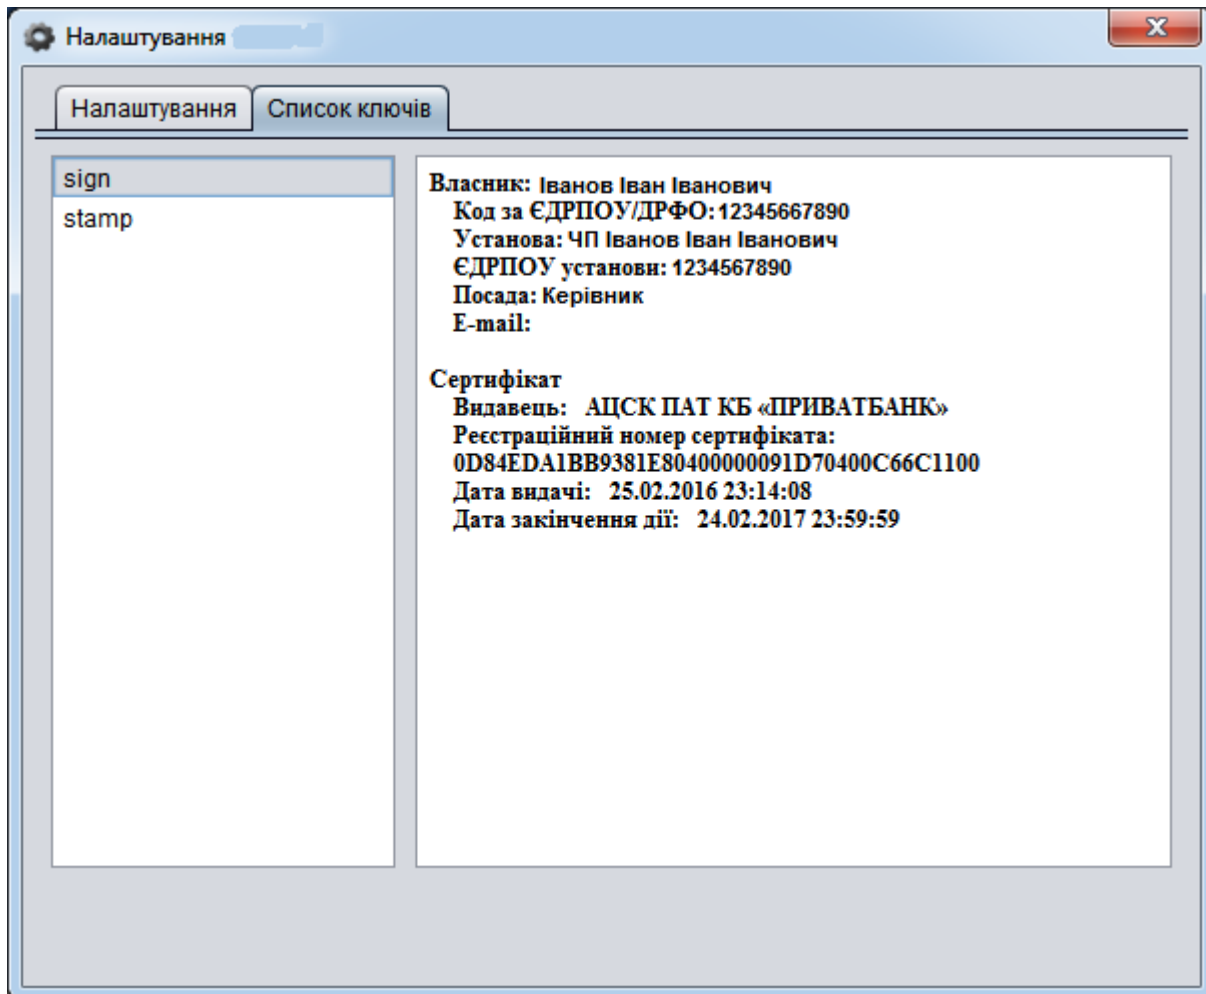 Налаштування
Налаштування
Список ключів
sign
stamp
Власник: Іванов Іван Іванович
Код за ЄДРПОУ/ДРФО: 12345667890
Установа: ЧП Іванов Іван Іванович
ЄДРПОУ установи: 1234567890
Посада: Керівник
E-mail:
Сертифікат
Видавець: АЦСК ПАТ КБ «ПРИВАТБАНК»
Реєстраційний номер сертифіката:
0D84EDA1BB9381E80400000091D70400C66C1100
Дата видачі: 25.02.2016 23:14:08
Дата закінчення дії: 24.02.2017 23:59:59